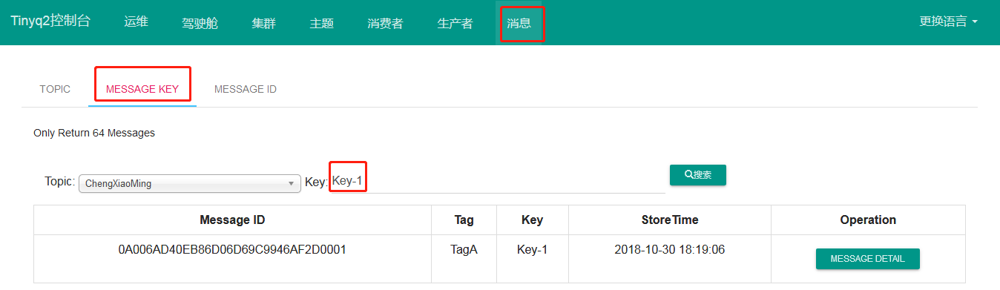 Tinyq2控制台 运维 驾驶舱 集群 主题 消费者 生产者 消息 更换语言
TOPIC MESSAGE KEY MESSAGE ID
Only Return 64 Messages
Topic: ChengXiaoMing Key: Key-1 搜索
Message ID Tag Key StoreTime Operation
0A006AD40EB86D06D69C9946AF2D0001 TagA Key-1 2018-10-30 18:19:06 MESSAGE DETAIL